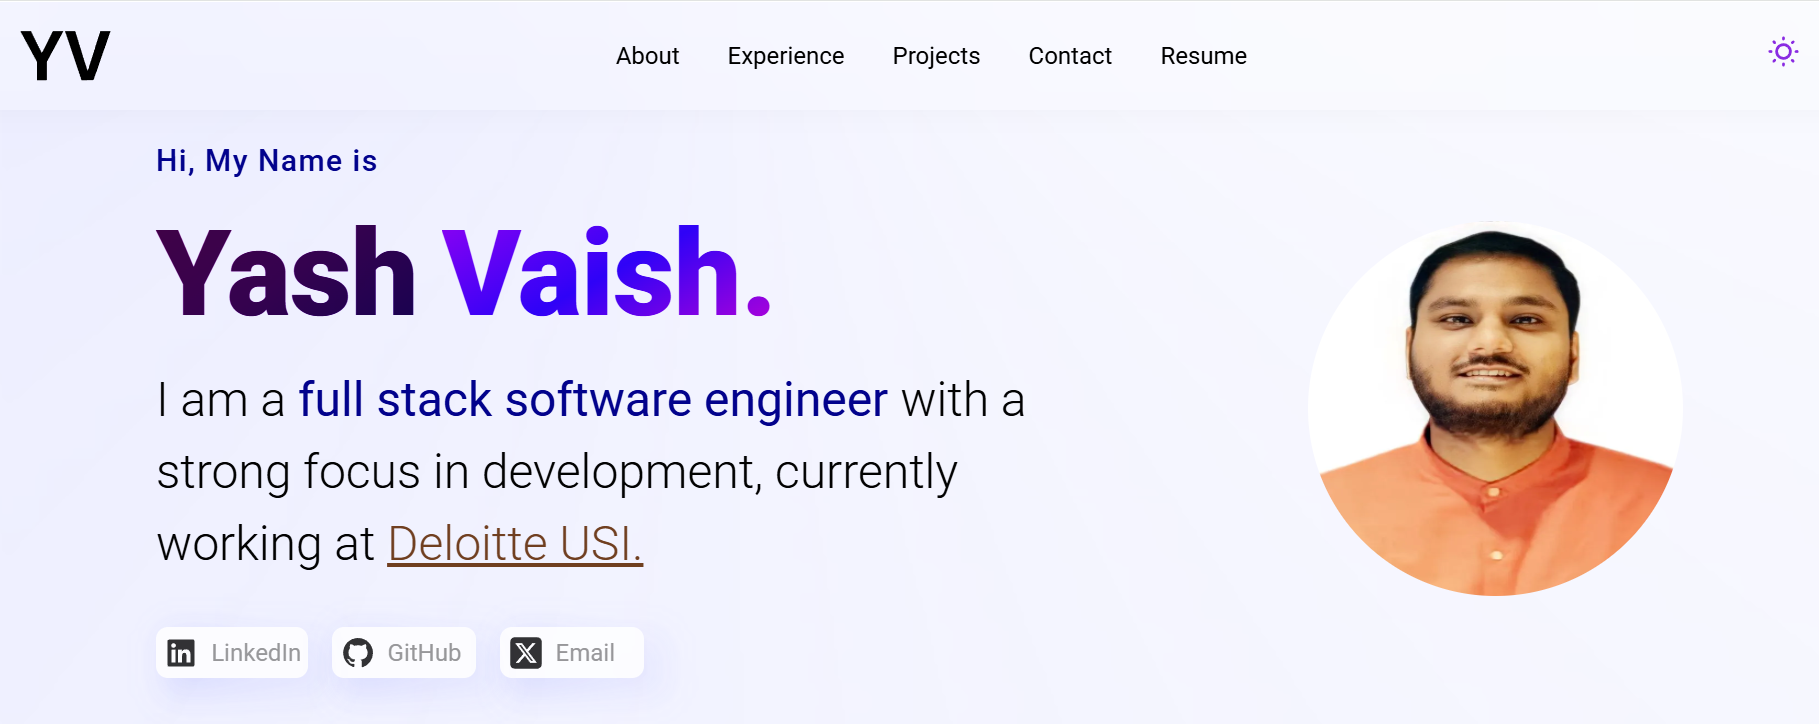 YV
About Experience Projects Contact Resume
Hi, My Name is
Yash Vaish.
I am a full stack software engineer with a
strong focus in development, currently
working at Deloitte USI.
LinkedIn GitHub Email